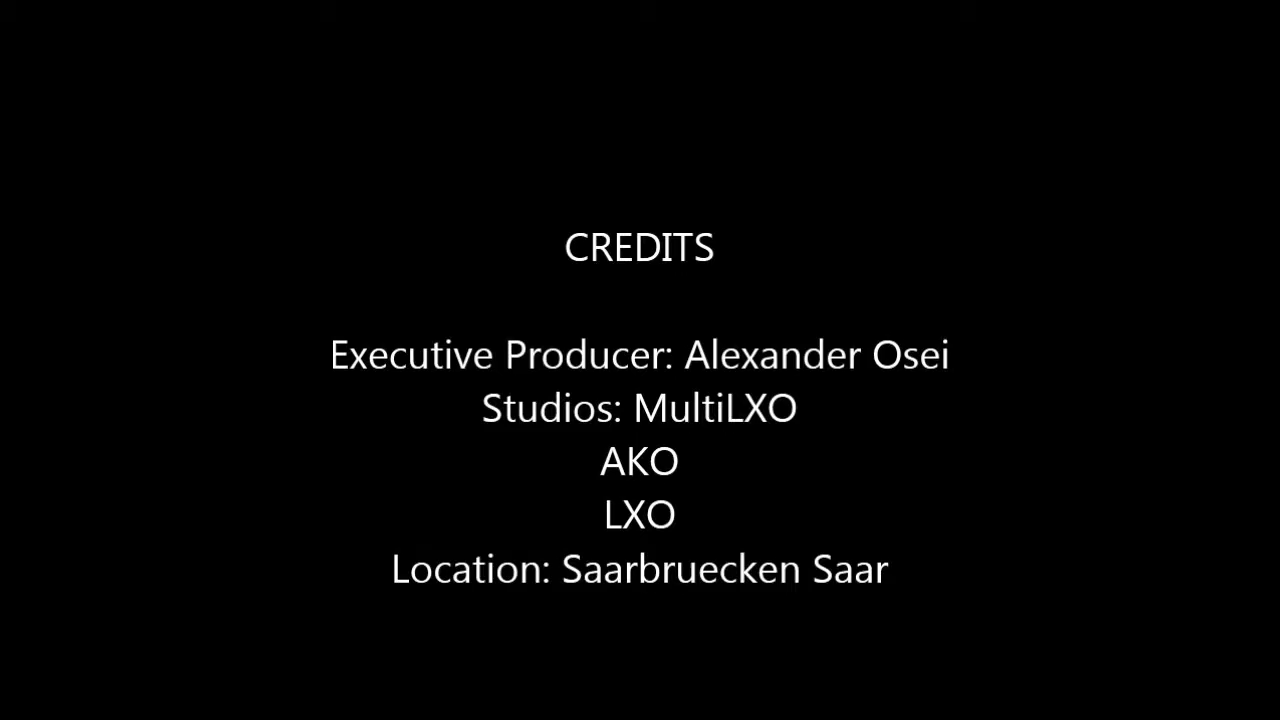 CREDITS
Executive Producer: Alexander Osei
Studios: MultiLXO
AKO
LXO
Location: Saarbruecken Saar